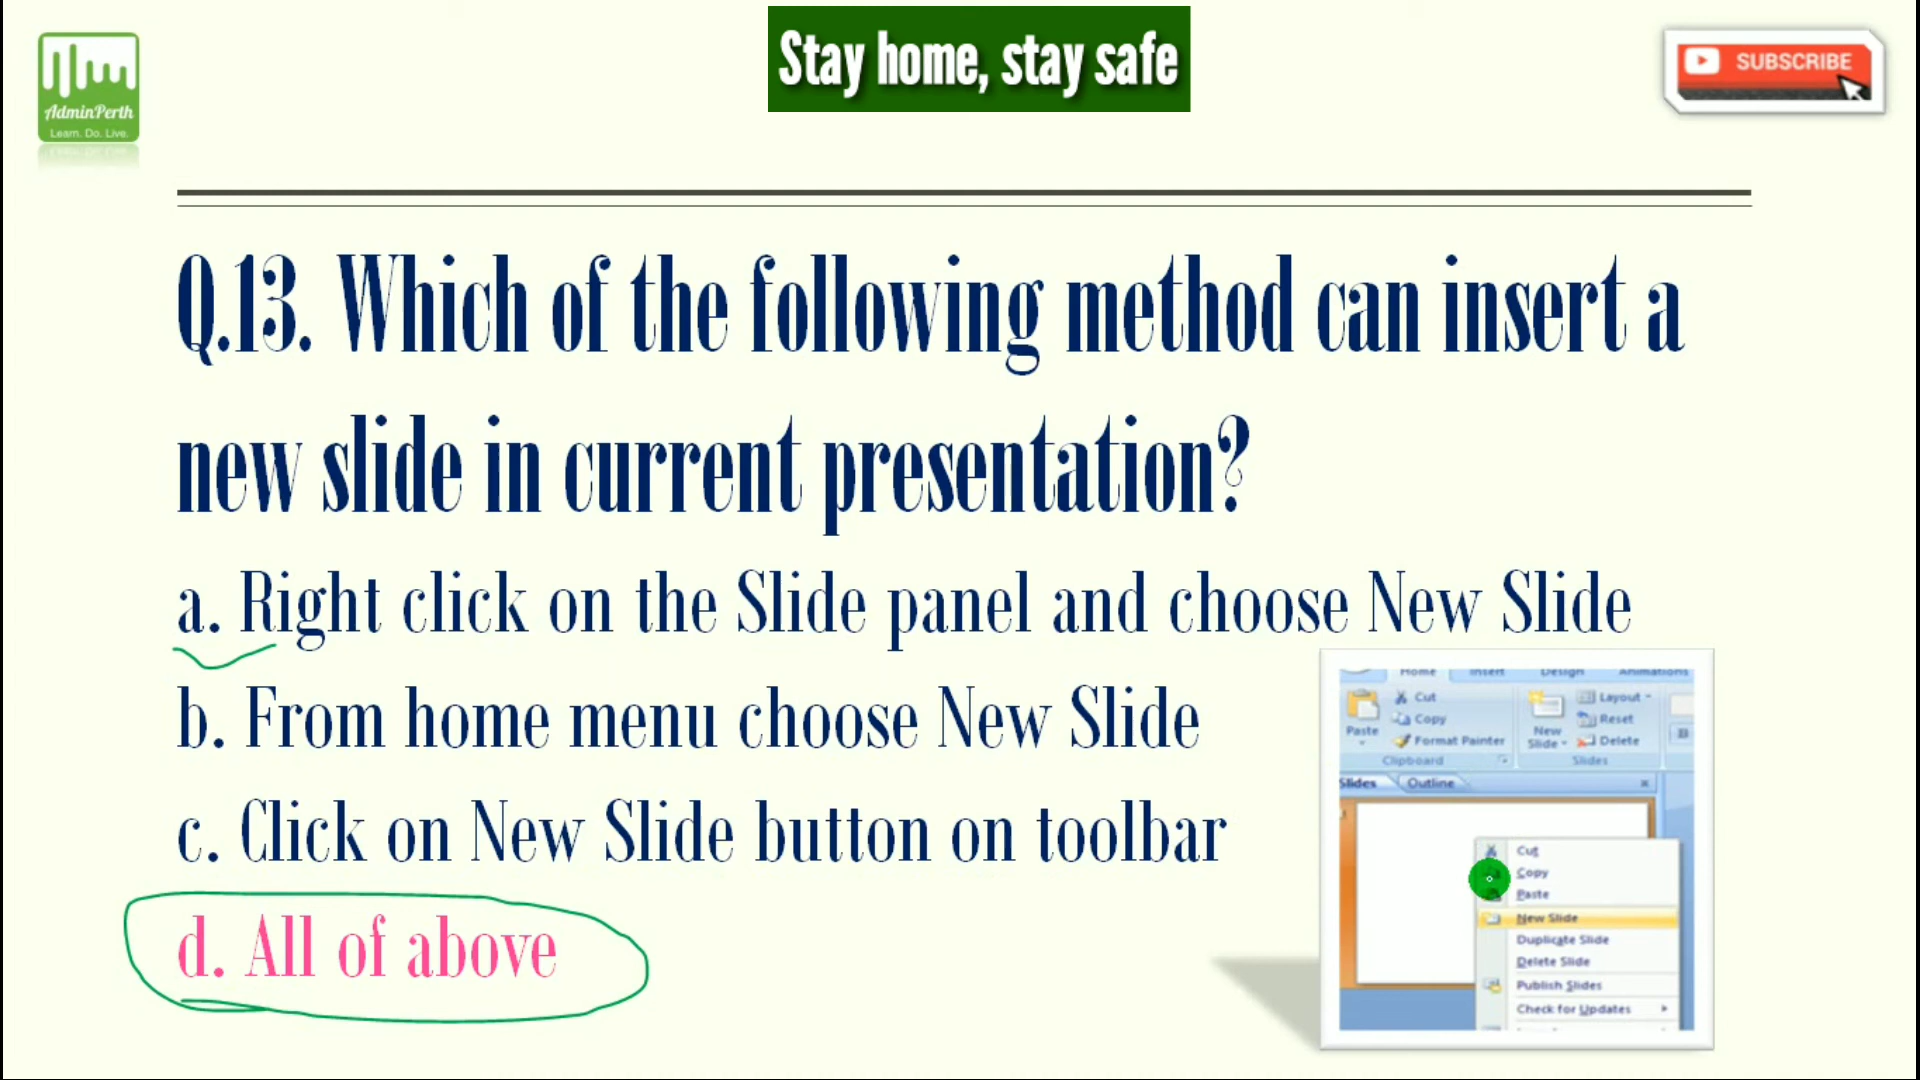 Stay home, stay safe
AdminPerth
Learn. Do. Live.
SUBSCRIBE
Q.13. Which of the following method can insert a
new slide in current presentation?
a. Right click on the Slide panel and choose New Slide
b. From home menu choose New Slide
c. Click on New Slide button on toolbar
d. All of above
Home Insert Design Animations
Cut
Copy
Format Painter
Paste
Clipboard
New
Slide
Layout
Reset
Delete
Slides
B
Slides Outline
Cut
Copy
Paste
New Slide
Duplicate Slide
Delete Slide
Publish Slides
Check for Updates